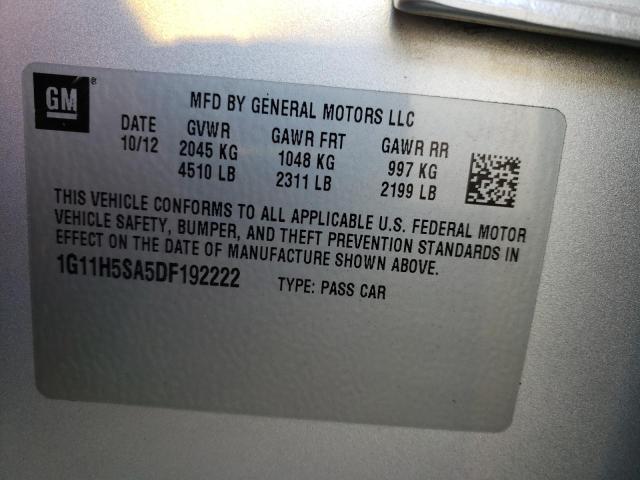 GM®
MFD BY GENERAL MOTORS LLC
DATE GVWR GAWR FRT GAWR RR
10/12 2045 KG 1048 KG 997 KG
4510 LB 2311 LB 2199 LB
THIS VEHICLE CONFORMS TO ALL APPLICABLE U.S. FEDERAL MOTOR
VEHICLE SAFETY, BUMPER, AND THEFT PREVENTION STANDARDS IN
EFFECT ON THE DATE OF MANUFACTURE SHOWN ABOVE.
1G11H5SA5DF192222 TYPE: PASS CAR